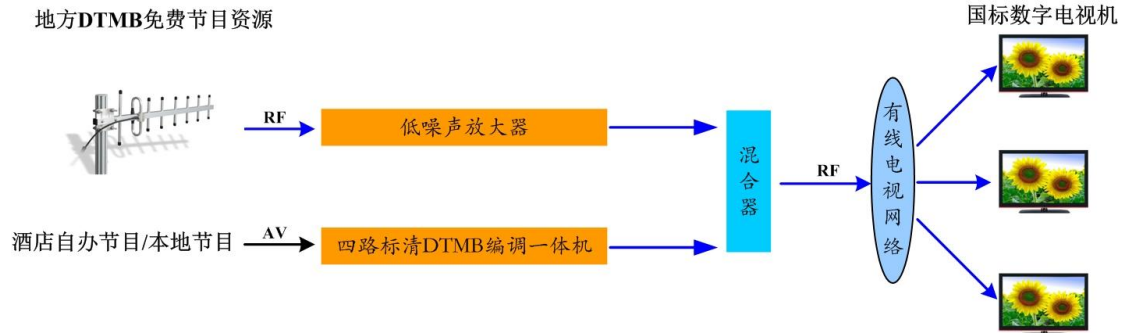 地方DTMB免费节目资源
国标数字电视机
RF
低噪声放大器
混合器
RF
有线电视网络
酒店自办节目/本地节目
AV
四路标清DTMB编调一体机